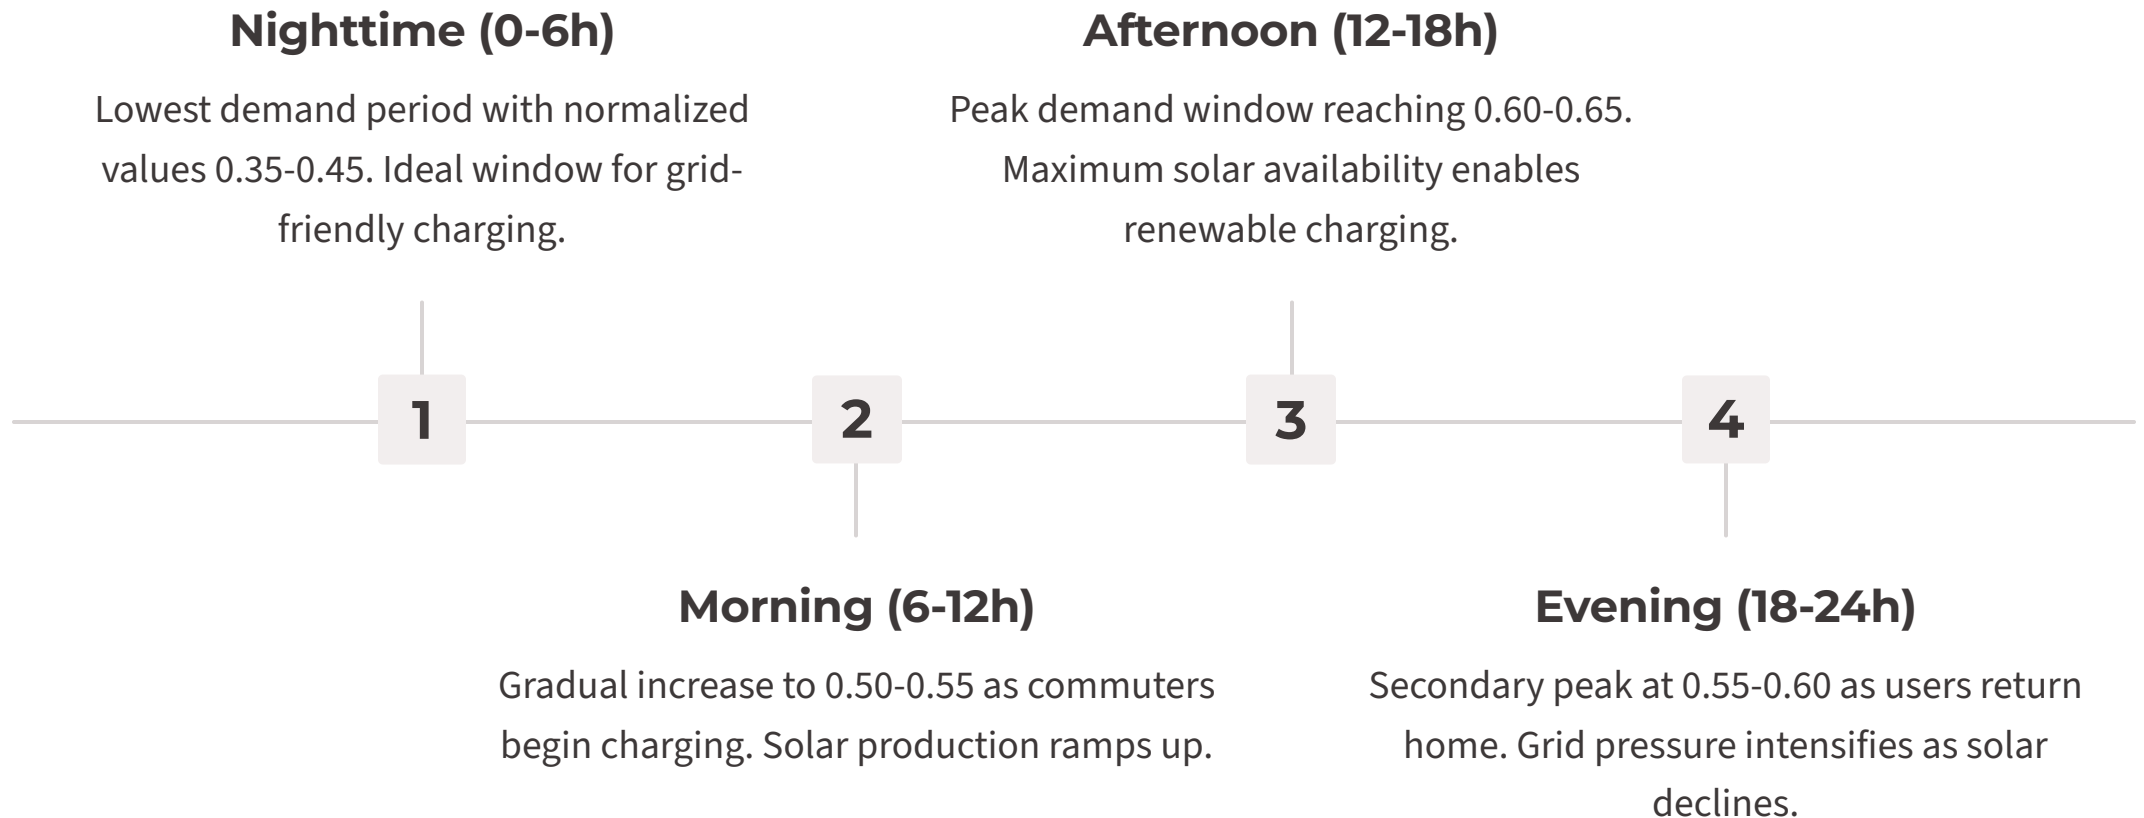 Nighttime (0-6h)
Lowest demand period with normalized
values 0.35-0.45. Ideal window for grid-
friendly charging.
Afternoon (12-18h)
Peak demand window reaching 0.60-0.65.
Maximum solar availability enables
renewable charging.
1
2
3
4
Morning (6-12h)
Gradual increase to 0.50-0.55 as commuters
begin charging. Solar production ramps up.
Evening (18-24h)
Secondary peak at 0.55-0.60 as users return
home. Grid pressure intensifies as solar
declines.